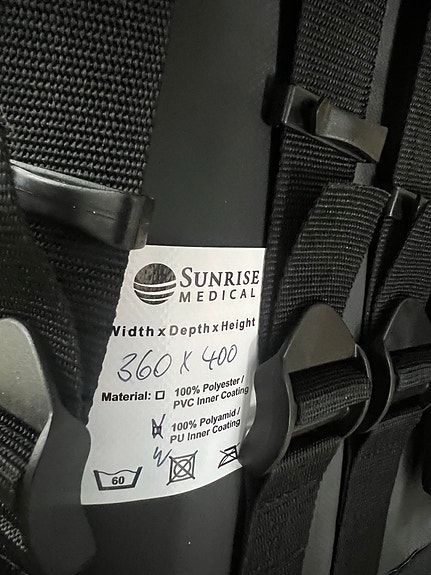 SUNRISE
MEDICAL
Width x Depth x Height
360 x 400
Material: 100% Polyester /
PVC Inner Coating
100% Polyamid /
PU Inner Coating
60